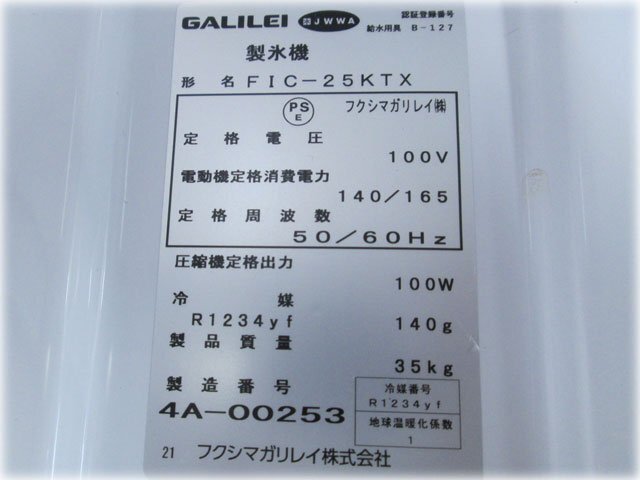 GALILEI JWWA 認証登録番号
給水用具 B-127
製氷機
形名 FIC-25KTX
PS E フクシマガリレイ㈱
定格電圧
100V
電動機定格消費電力
140/165
定格周波数
50/60Hz
圧縮機定格出力
100W
冷媒
R1234yf 140g
製品質量
35kg
製造番号
4A-00253
冷媒番号
R1234yf
地球温暖化係数
1
21 フクシマガリレイ株式会社